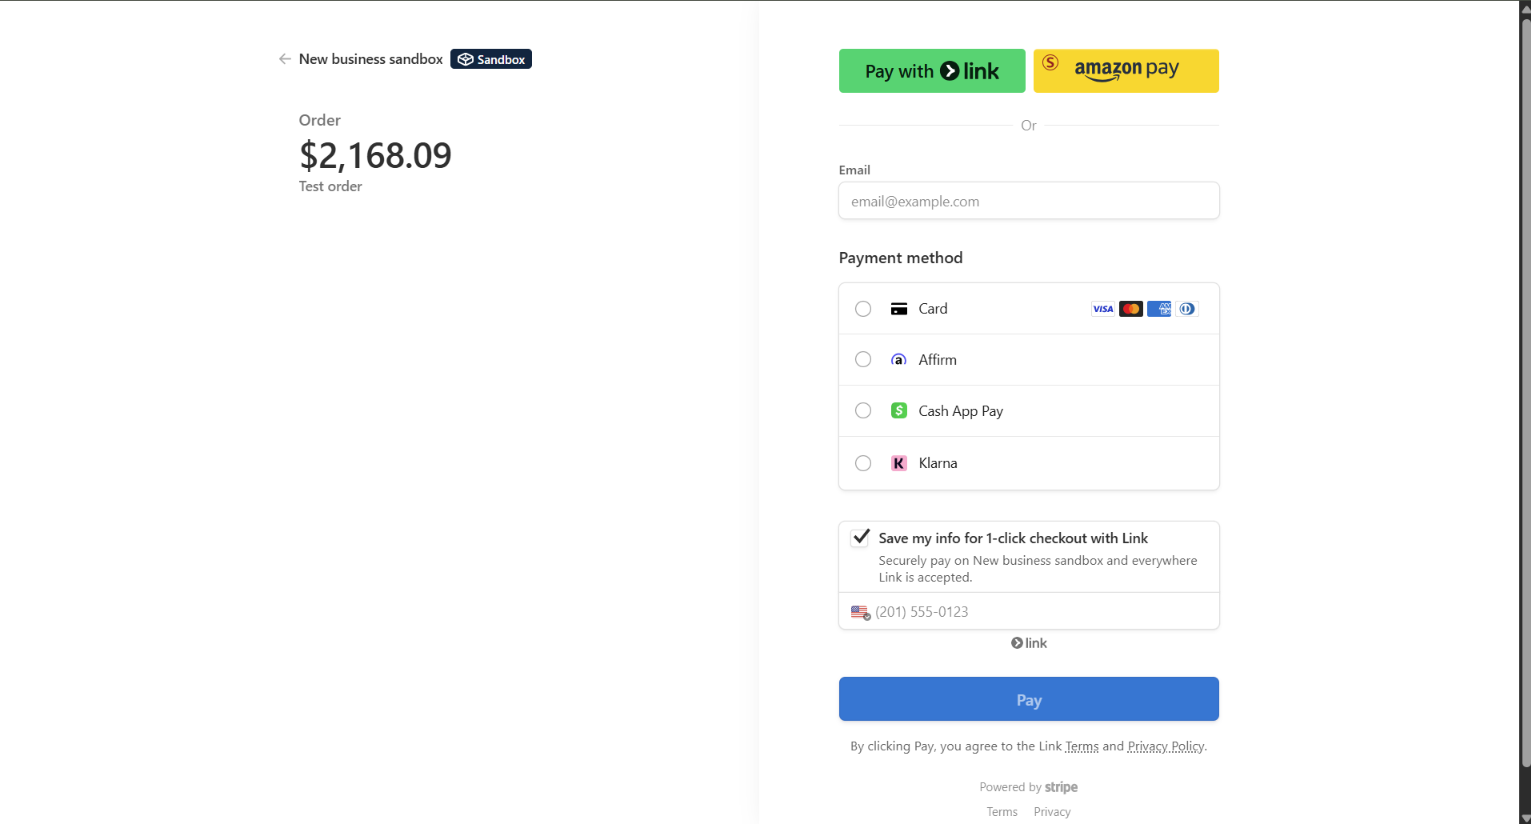 New business sandbox Sandbox
Order
$2,168.09
Test order
Pay with link
S amazon pay
Or
Email
email@example.com
Payment method
Card VISA AM EX
Affirm
Cash App Pay
Klarna
Save my info for 1-click checkout with Link
Securely pay on New business sandbox and everywhere
Link is accepted.
(201) 555-0123
link
Pay
By clicking Pay, you agree to the Link Terms and Privacy Policy.
Powered by stripe
Terms Privacy